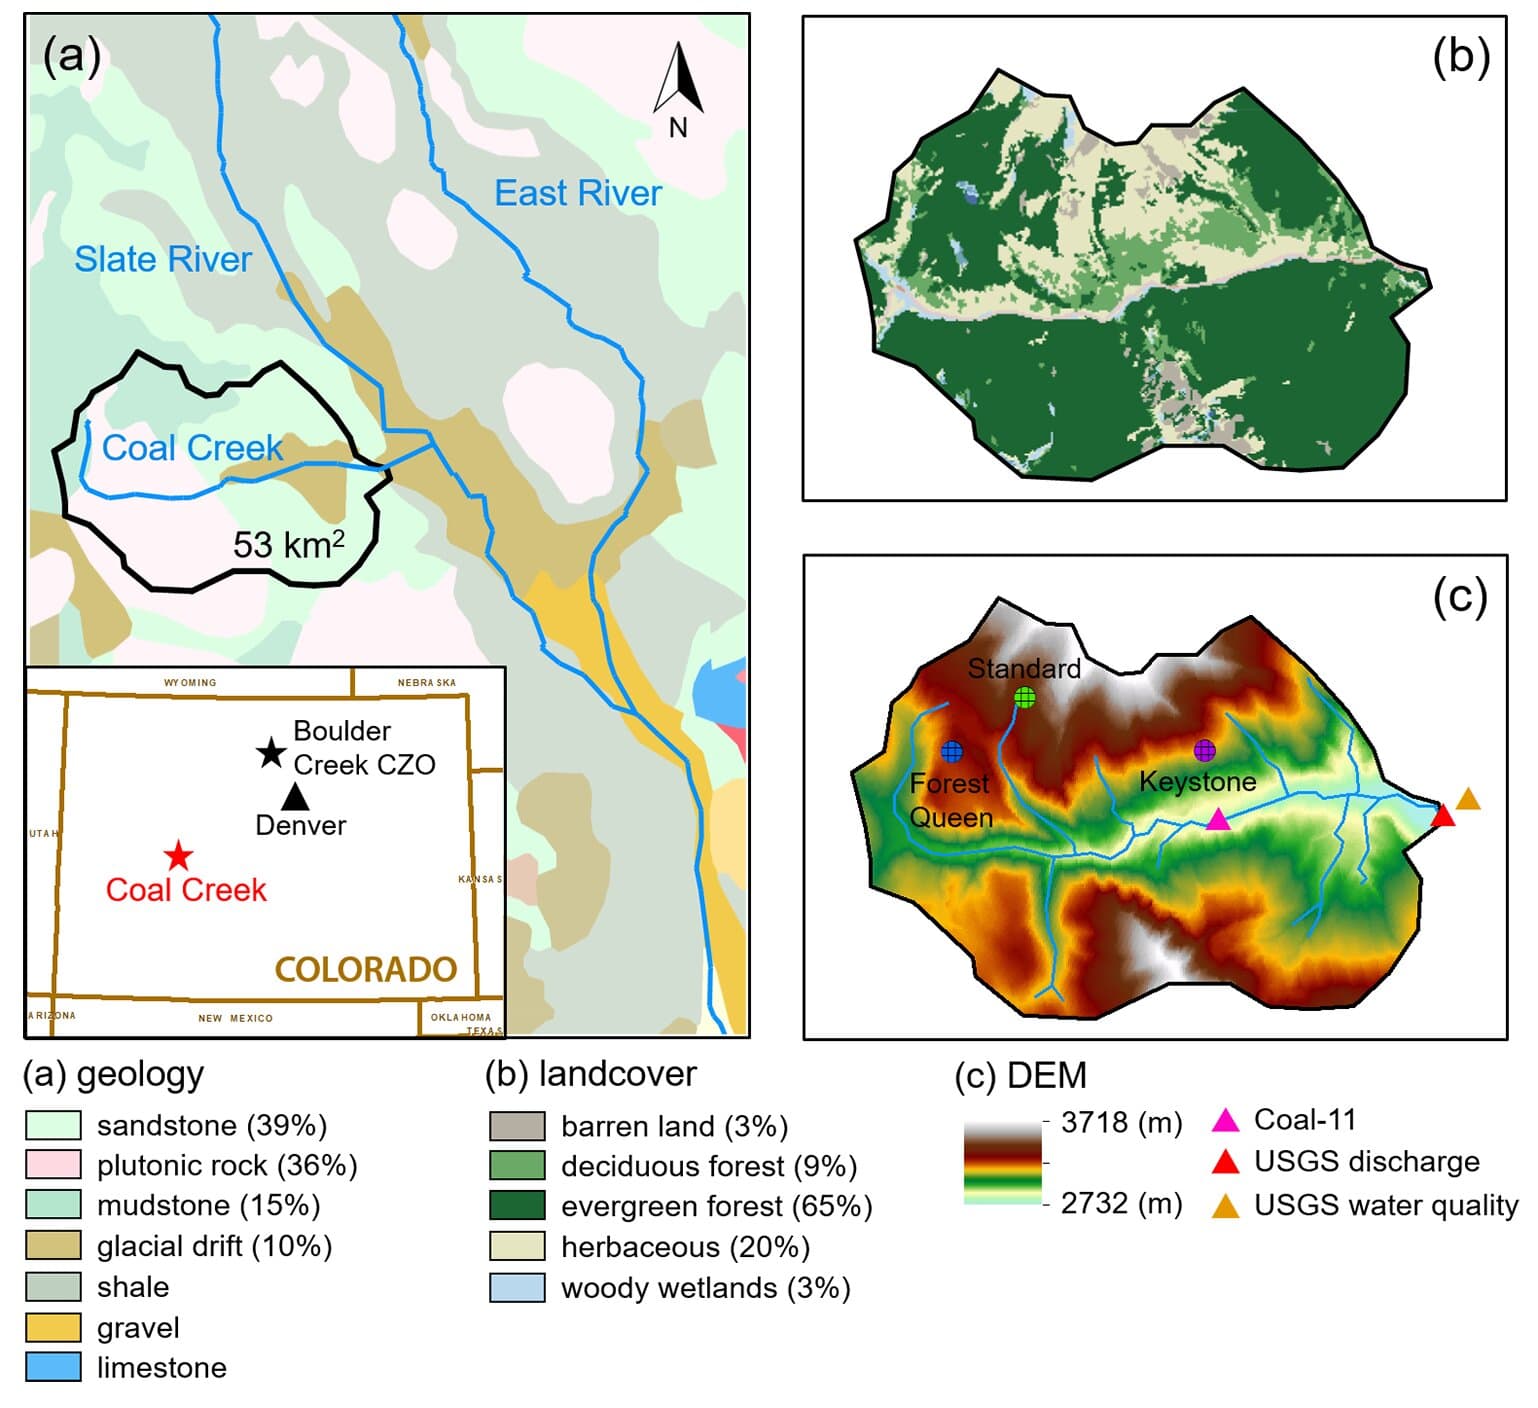 (a)
N
East River
Slate River
Coal Creek
53 km²
WYOMING
NEBRASKA
Boulder
Creek CZO
Denver
UTAH
Coal Creek
KANSAS
COLORADO
ARIZONA
NEW MEXICO
OKLAHOMA
TEXAS
(b)
(c)
Standard
Forest
Queen
Keystone
(a) geology
sandstone (39%)
plutonic rock (36%)
mudstone (15%)
glacial drift (10%)
shale
gravel
limestone
(b) landcover
barren land (3%)
deciduous forest (9%)
evergreen forest (65%)
herbaceous (20%)
woody wetlands (3%)
(c) DEM
3718 (m)
2732 (m)
Coal-11
USGS discharge
USGS water quality